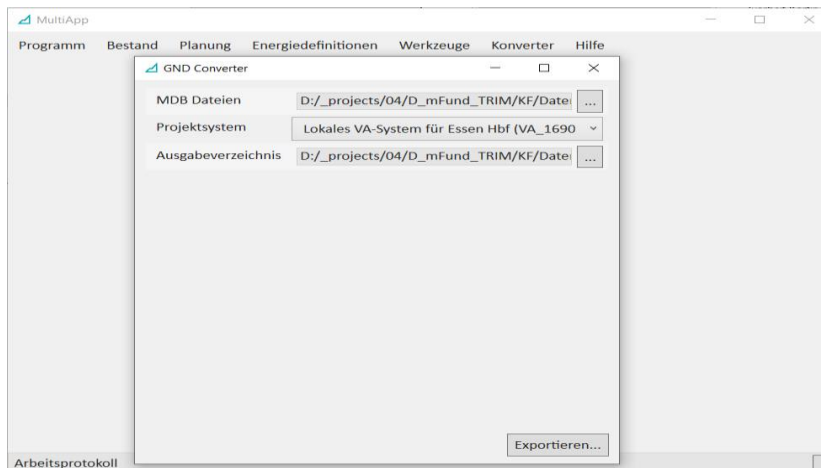 MultiApp
Programm Bestand Planung Energiedefinitionen Werkzeuge Konverter Hilfe
GND Converter
MDB Dateien D:/_projects/04/D_mFund_TRIM/KF/Date ...
Projektsystem Lokales VA-System für Essen Hbf (VA_1690
Ausgabeverzeichnis D:/_projects/04/D_mFund_TRIM/KF/Date ...
Exportieren...
Arbeitsprotokoll